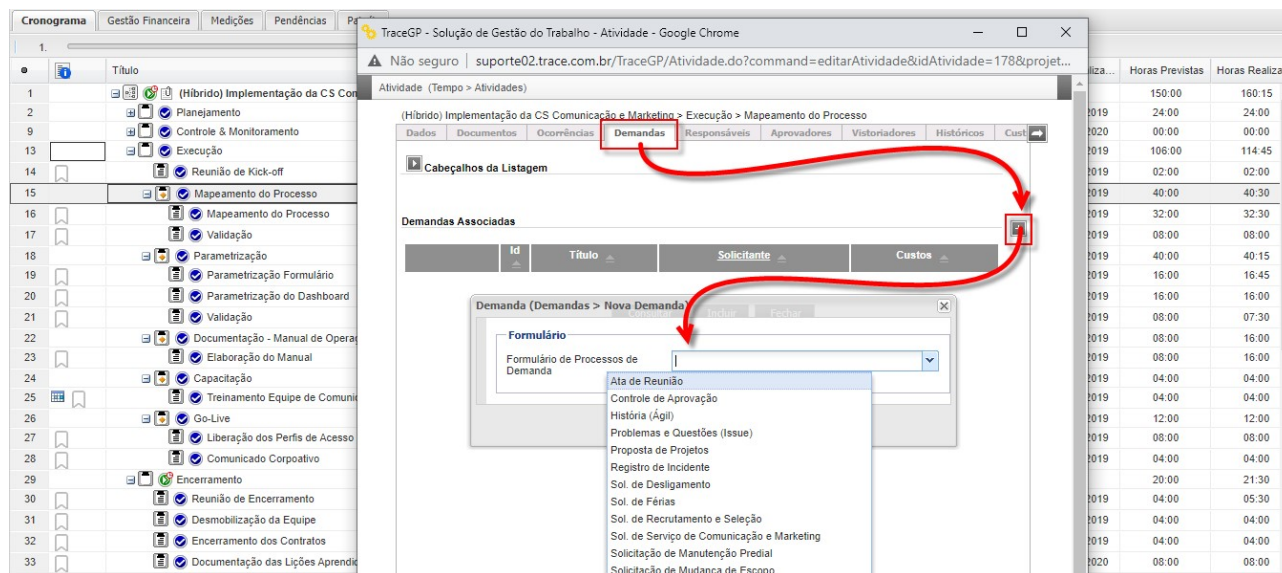 Cronograma Gestão Financeira Medições Pendências
TraceGP - Solução de Gestão do Trabalho - Atividade - Google Chrome
Não seguro suporte02.trace.com.br/TraceGP/Atividade.do?command=editarAtividade&idAtividade=178&projet...
Atividade (Tempo > Atividades)
(Híbrido) Implementação da CS Comunicação e Marketing > Execução > Mapeamento do Processo
Dados Documentos Ocorrências Demandas Responsáveis Aprovadores Vistoriadores Históricos Cust
Cabeçalhos da Listagem
Demandas Associadas
Id Título Solicitante Custos
Demanda (Demandas > Nova Demanda)
Incluir Fechar
Formulário
Formulário de Processos de
Demanda
Ata de Reunião
Controle de Aprovação
História (Ágil)
Problemas e Questões (Issue)
Proposta de Projetos
Registro de Incidente
Sol. de Desligamento
Sol. de Férias
Sol. de Recrutamento e Seleção
Sol. de Serviço de Comunicação e Marketing
Solicitação de Manutenção Predial
Solicitação de Mudança de Escopo
1.
Título liza... Horas Previstas Horas Realiza
1 (Híbrido) Implementação da CS Com 150:00 160:15
2 Planejamento 2019 24:00 24:00
9 Controle & Monitoramento 2020 00:00 00:00
13 Execução 2019 106:00 114:45
14 Reunião de Kick-off 2019 02:00 02:00
15 Mapeamento do Processo 2019 40:00 40:30
16 Mapeamento do Processo 2019 32:00 32:30
17 Validação 2019 08:00 08:00
18 Parametrização 2019 40:00 40:15
19 Parametrização Formulário 2019 16:00 16:45
20 Parametrização do Dashboard 2019 16:00 16:00
21 Validação 2019 08:00 07:30
22 Documentação - Manual de Opera 2019 08:00 16:00
23 Elaboração do Manual 2019 08:00 16:00
24 Capacitação 2019 04:00 04:00
25 Treinamento Equipe de Comuni 2019 04:00 04:00
26 Go-Live 2019 12:00 12:00
27 Liberação dos Perfis de Acesso 2019 08:00 08:00
28 Comunicado Corpoativo 2019 04:00 04:00
29 Encerramento 20:00 21:30
30 Reunião de Encerramento 2019 04:00 05:30
31 Desmobilização da Equipe 2019 04:00 04:00
32 Encerramento dos Contratos 2019 04:00 04:00
33 Documentação das Lições Aprendid 2020 08:00 08:00